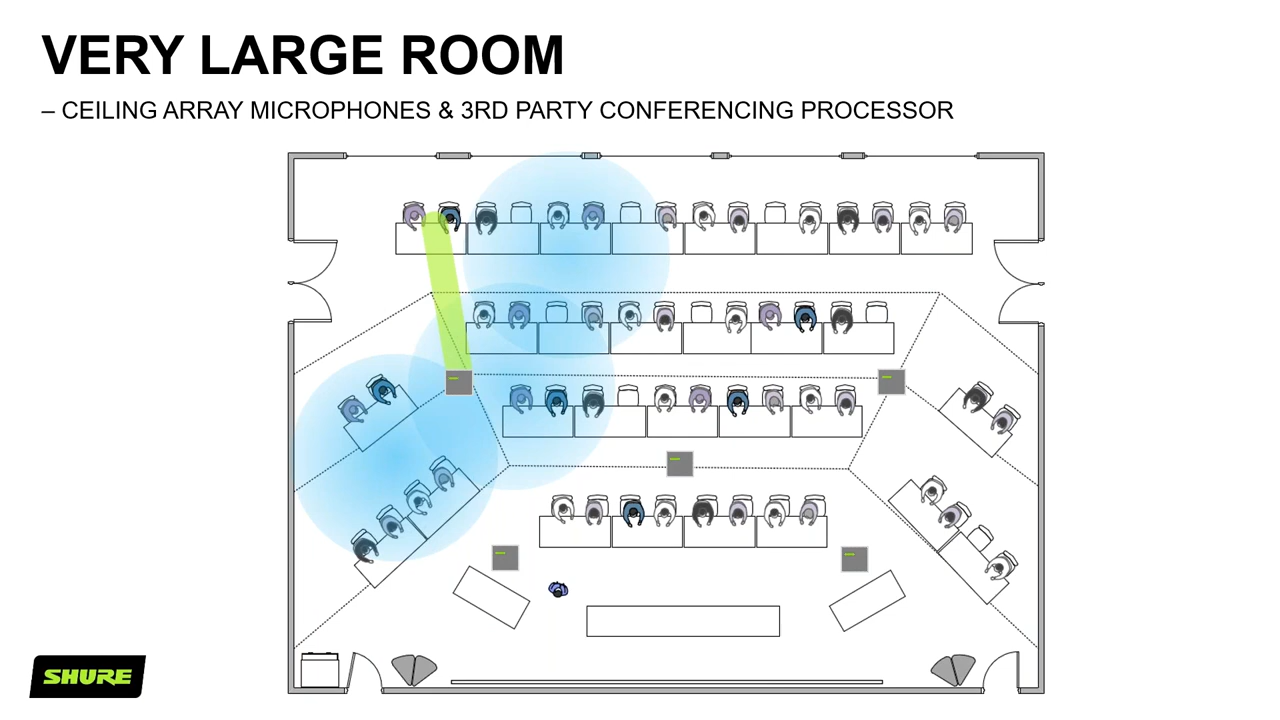 VERY LARGE ROOM
– CEILING ARRAY MICROPHONES & 3RD PARTY CONFERENCING PROCESSOR
SHURE